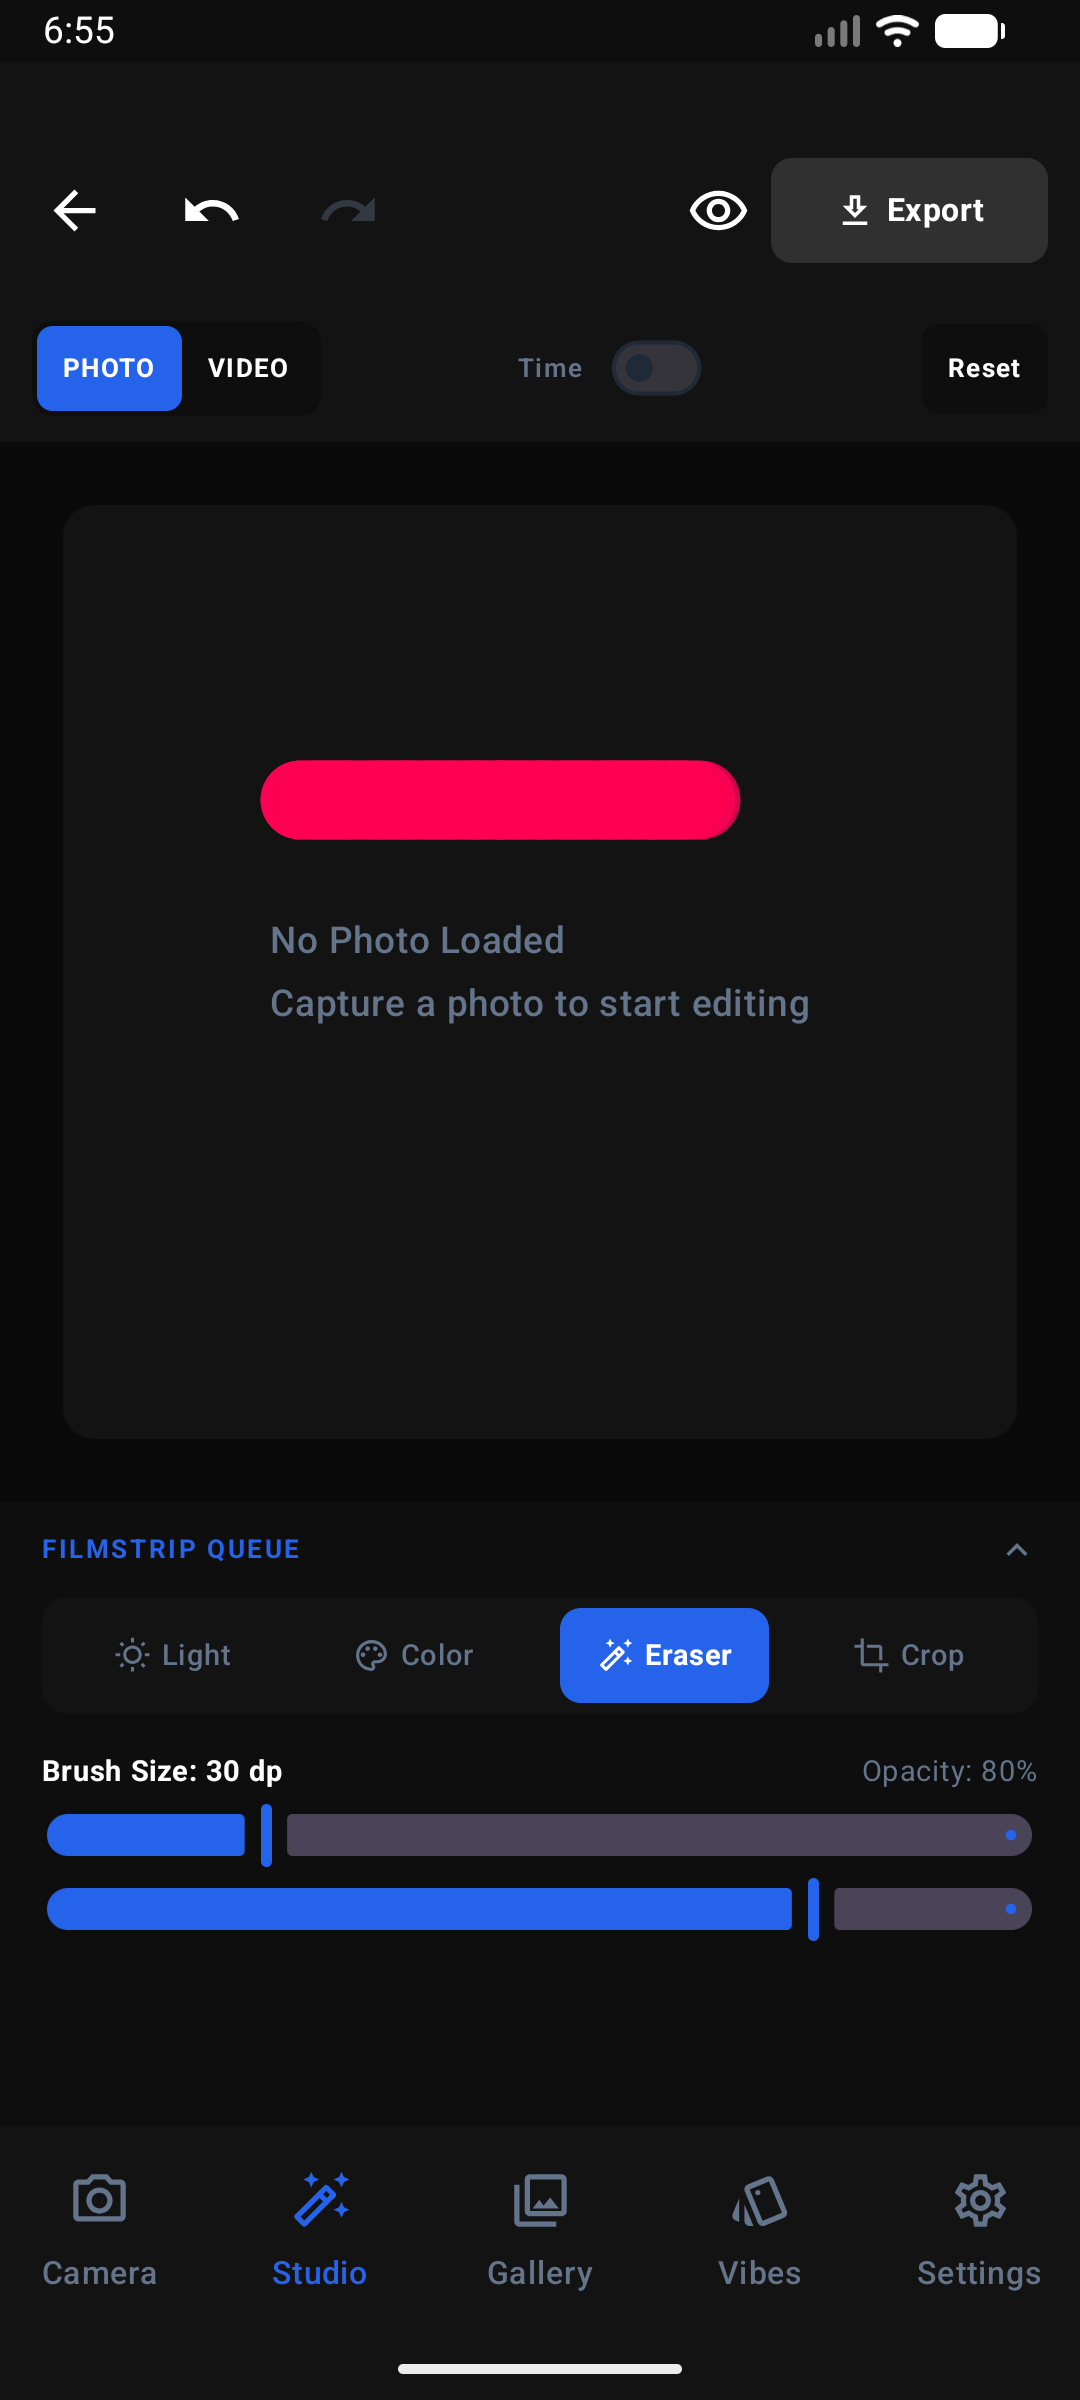 6:55
Export
PHOTO VIDEO Time Reset
No Photo Loaded
Capture a photo to start editing
FILMSTRIP QUEUE
Light Color Eraser Crop
Brush Size: 30 dp Opacity: 80%
Camera Studio Gallery Vibes Settings